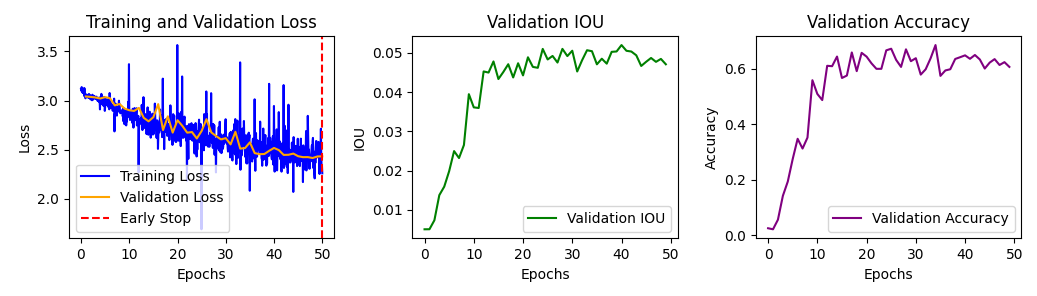 Training and Validation Loss
Loss
3.5
3.0
2.5
2.0
Training Loss
Validation Loss
Early Stop
0 10 20 30 40 50
Epochs
Validation IOU
IOU
0.05
0.04
0.03
0.02
0.01
Validation IOU
0 10 20 30 40 50
Epochs
Validation Accuracy
Accuracy
0.6
0.4
0.2
0.0
Validation Accuracy
0 10 20 30 40 50
Epochs